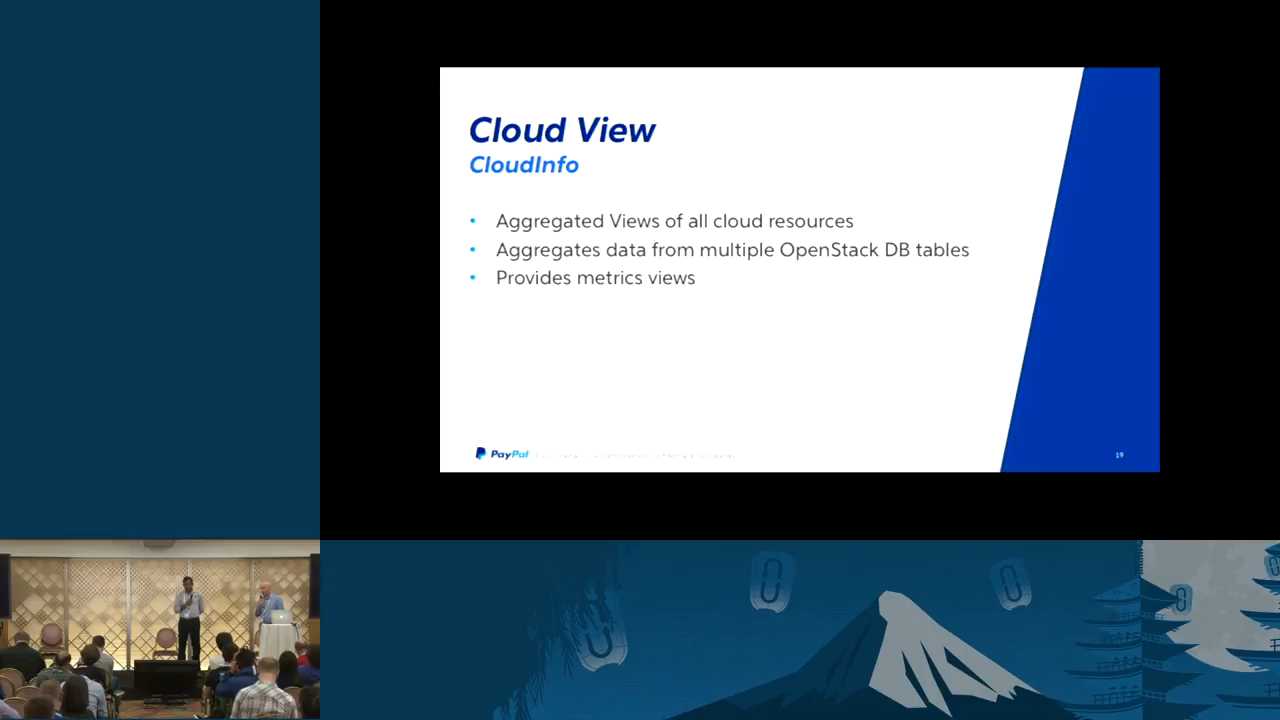 Cloud View
CloudInfo
• Aggregated Views of all cloud resources
• Aggregates data from multiple OpenStack DB tables
• Provides metrics views
PayPal
19